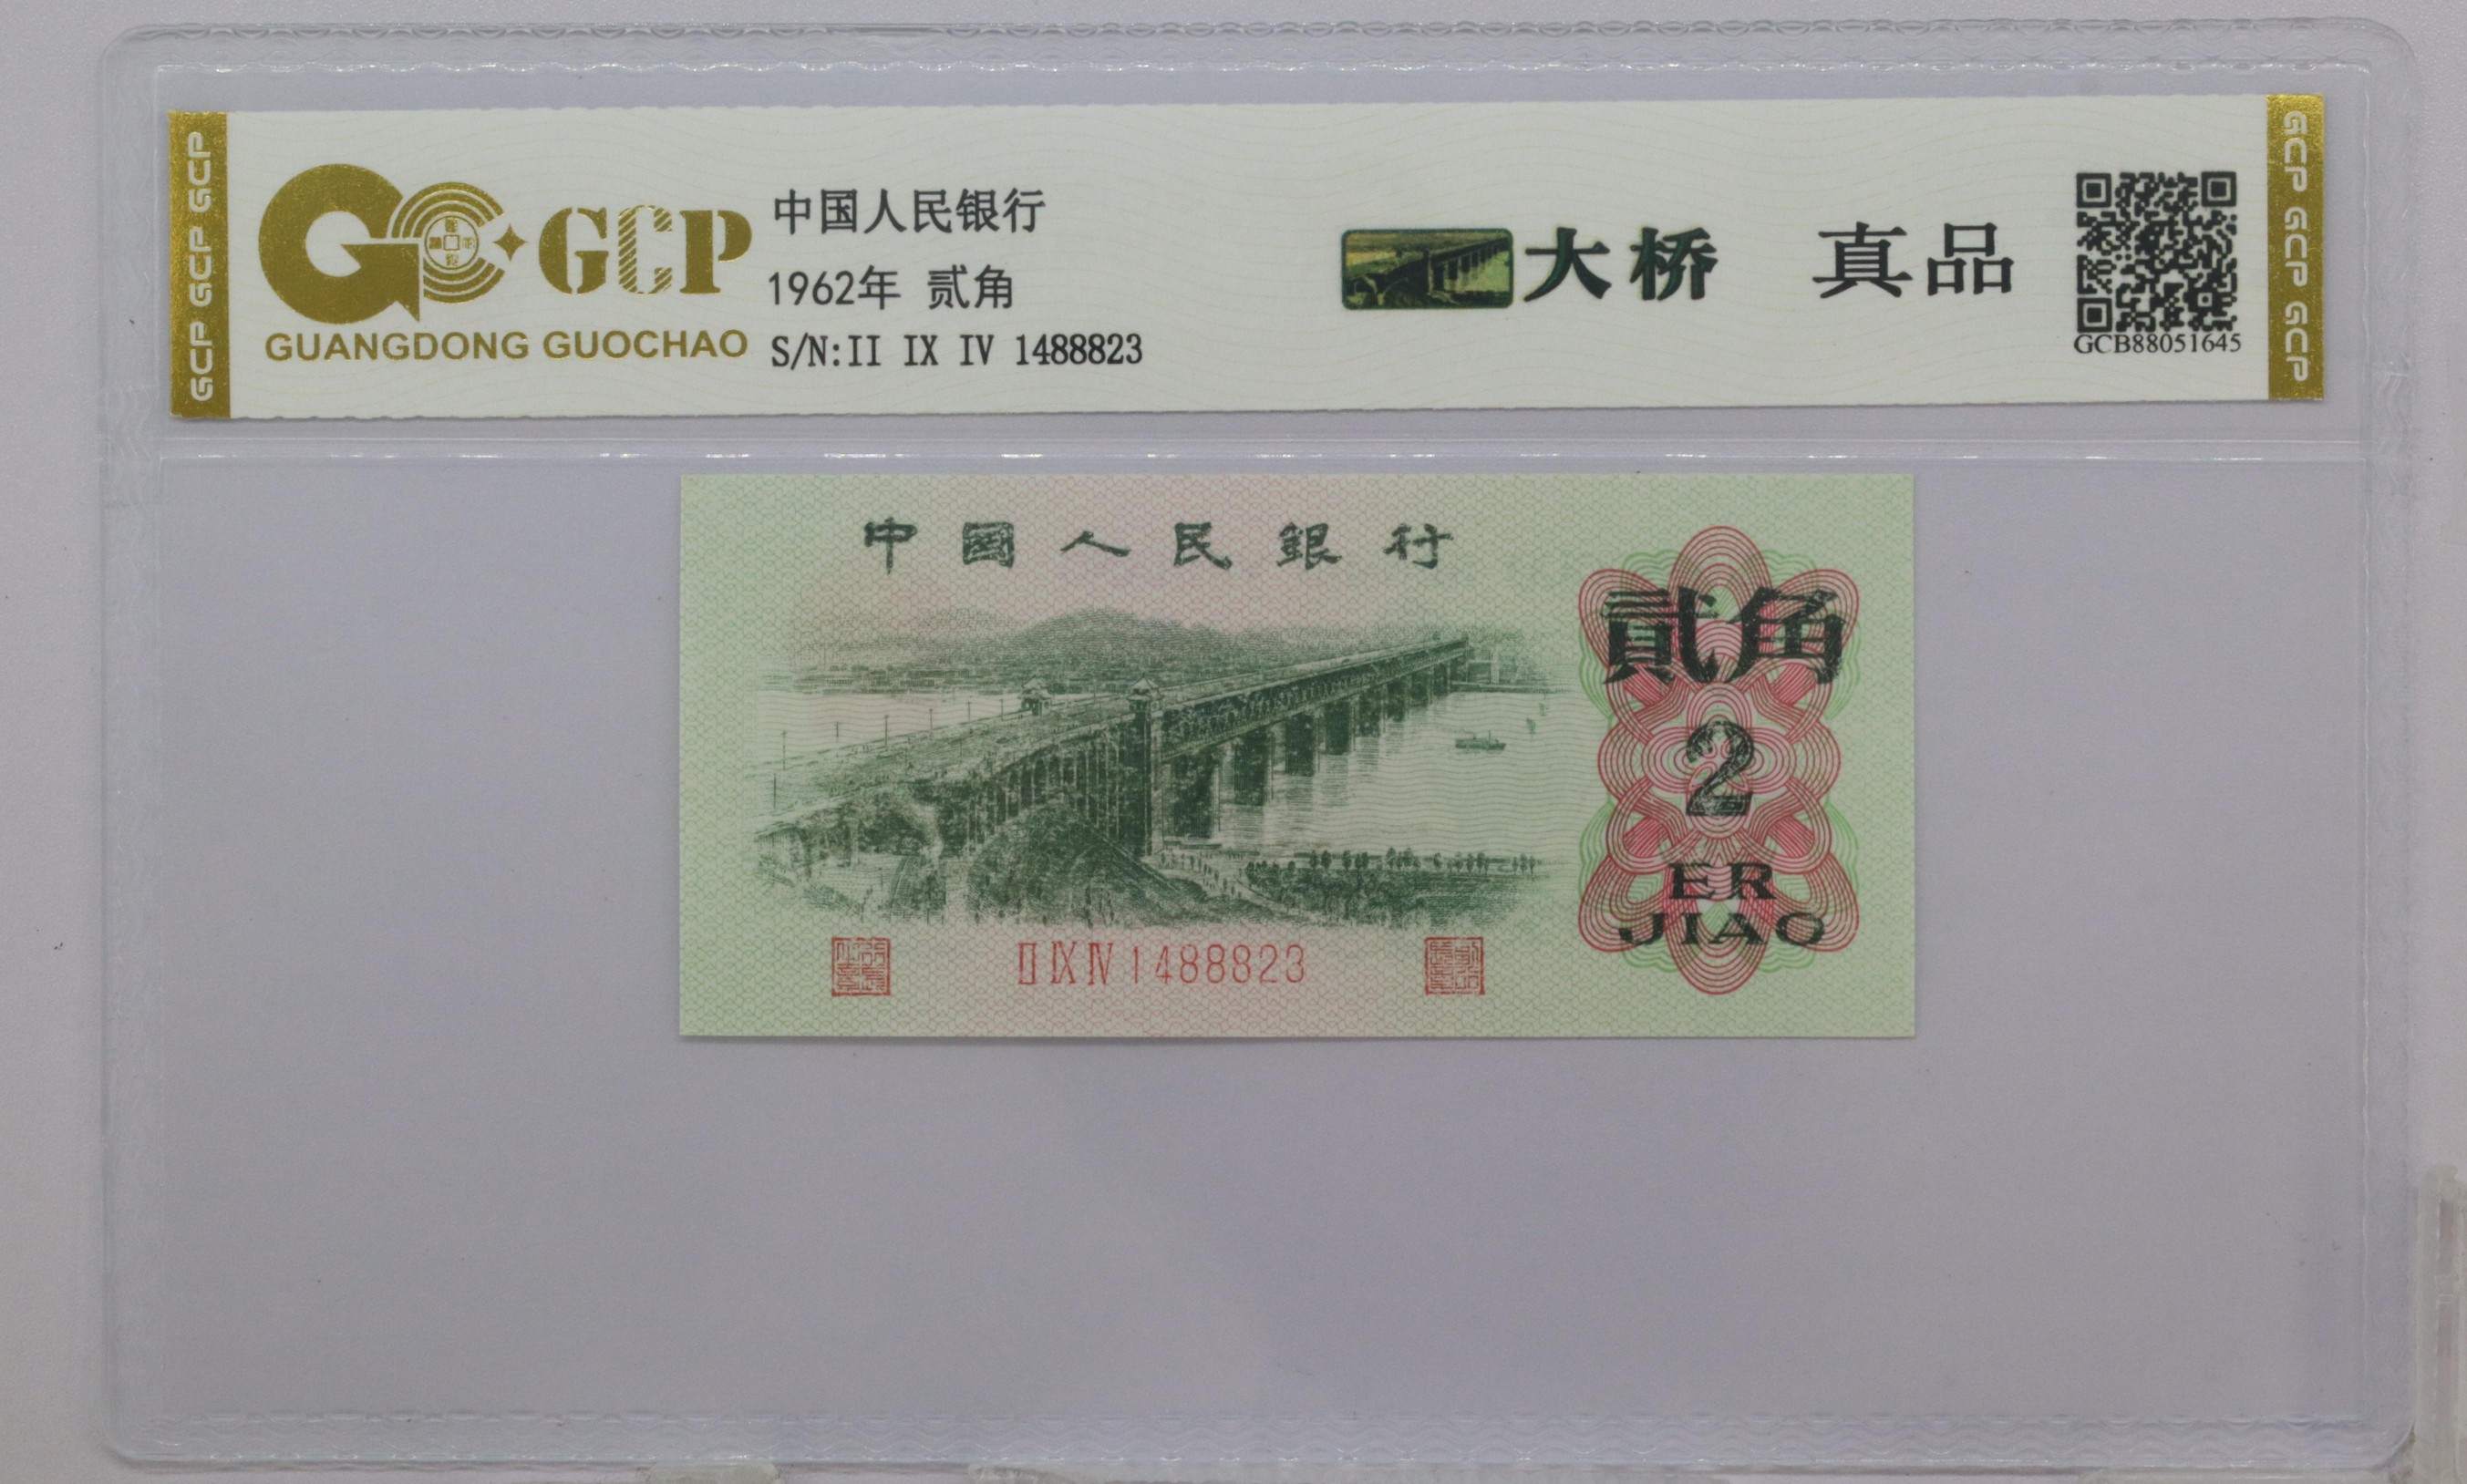 GCP GCP GCP
GCP
GUANGDONG GUOCHAO
中国人民银行
1962年 贰角
S/N:II IX IV 1488823
大桥 真品
GCB88051645
GCP GCP GCP
中國人民銀行
貳角
2
ER
JIAO
II IX IV 1488823